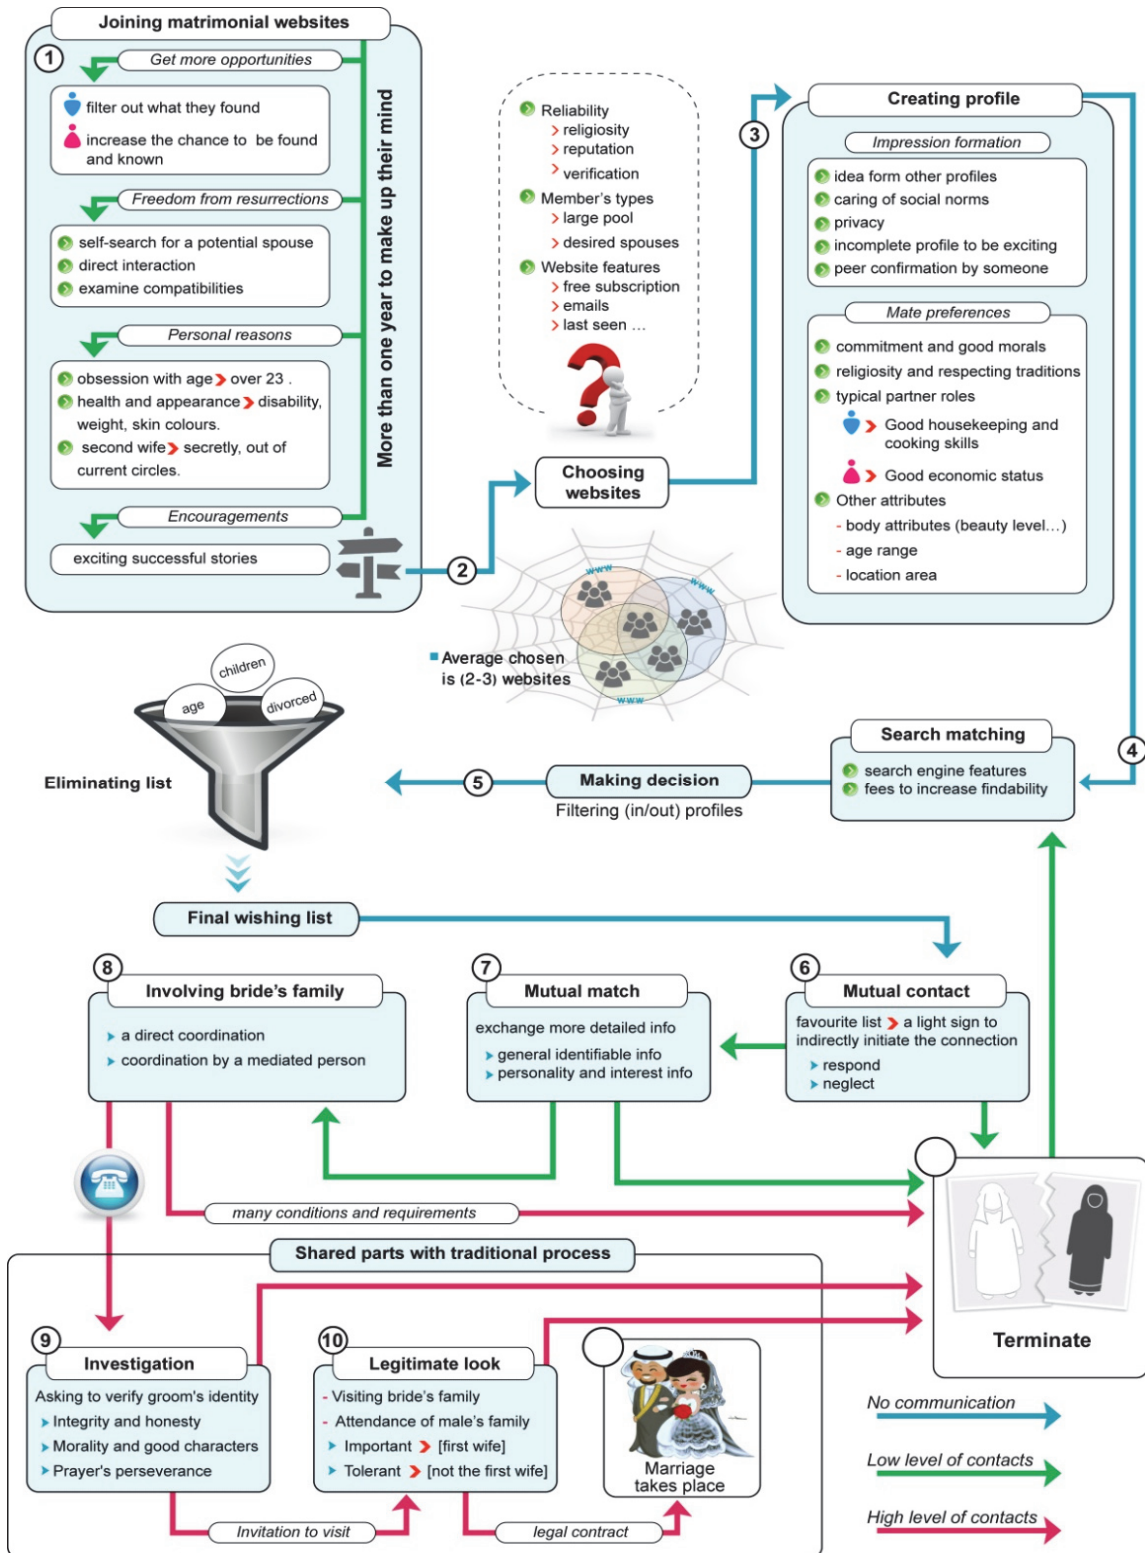 Joining matrimonial websites
1
Get more opportunities
filter out what they found
increase the chance to be found
and known
Freedom from resurrections
self-search for a potential spouse
direct interaction
examine compatibilities
Personal reasons
obsession with age > over 23 .
health and appearance > disability,
weight, skin colours.
second wife > secretly, out of
current circles.
Encouragements
exciting successful stories
More than one year to make up their mind
2
Reliability
> religiosity
> reputation
> verification
Member's types
> large pool
> desired spouses
Website features
> free subscription
> emails
> last seen ...
?
Choosing
websites
www
www
www
Average chosen
is (2-3) websites
3
Creating profile
Impression formation
idea form other profiles
caring of social norms
privacy
incomplete profile to be exciting
peer confirmation by someone
Mate preferences
commitment and good morals
religiosity and respecting traditions
typical partner roles
> Good housekeeping and
cooking skills
> Good economic status
Other attributes
- body attributes (beauty level...)
- age range
- location area
4
Search matching
search engine features
fees to increase findability
Making decision
Filtering (in/out) profiles
5
children
age
divorced
Eliminating list
Final wishing list
8
Involving bride's family
a direct coordination
coordination by a mediated person
7
Mutual match
exchange more detailed info
general identifiable info
personality and interest info
6
Mutual contact
favourite list > a light sign to
indirectly initiate the connection
respond
neglect
many conditions and requirements
Terminate
Shared parts with traditional process
9
Investigation
Asking to verify groom's identity
Integrity and honesty
Morality and good characters
Prayer's perseverance
10
Legitimate look
- Visiting bride's family
- Attendance of male's family
Important > [first wife]
Tolerant > [not the first wife]
Marriage
takes place
Invitation to visit
legal contract
No communication
Low level of contacts
High level of contacts